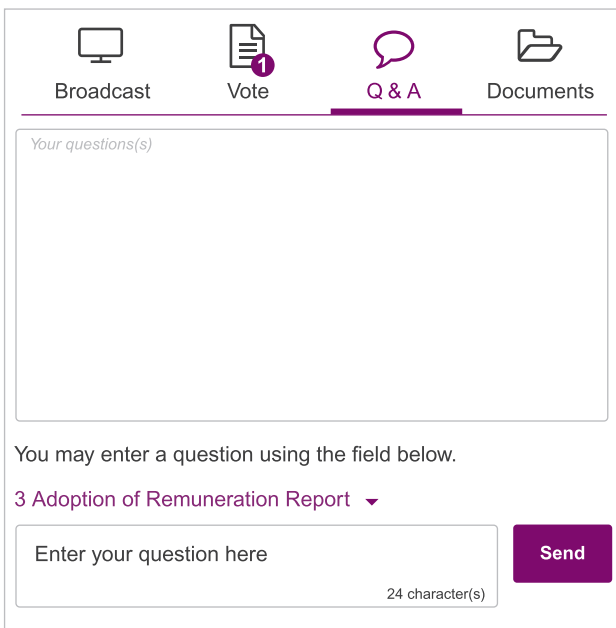 1
Broadcast Vote Q & A Documents
Your questions(s)
You may enter a question using the field below.
3 Adoption of Remuneration Report
Enter your question here
Send
24 character(s)